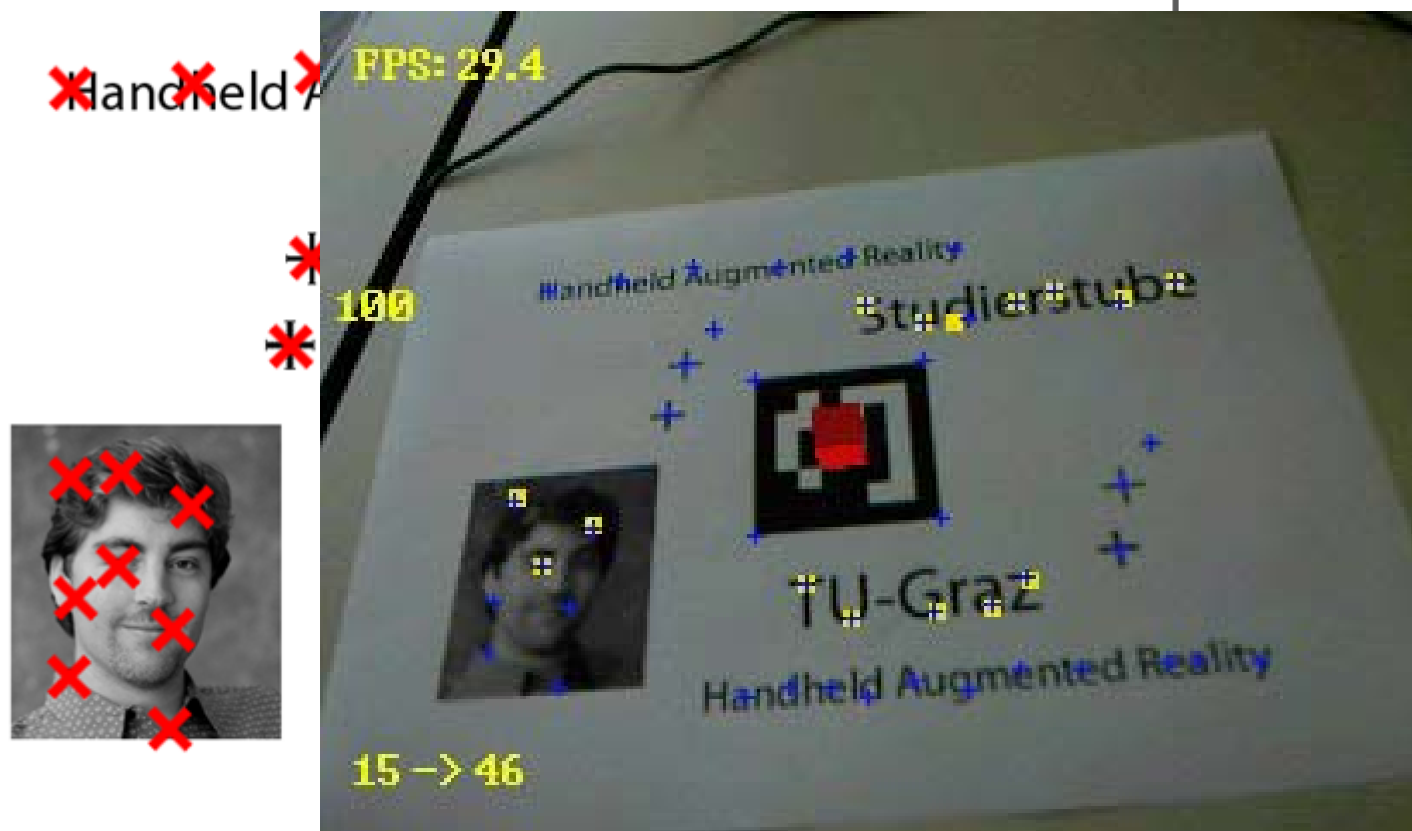 Handheld A
FPS: 29.4
Handheld Augmented Reality
Studierstube
100
TU-Graz
Handheld Augmented Reality
15 -> 46